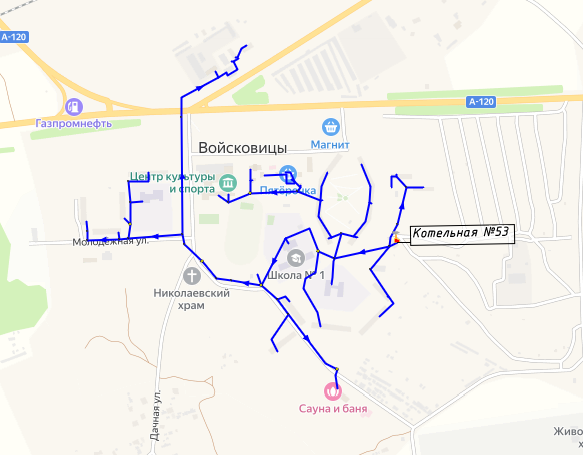 А-120
Газпромнефть
А-120
Магнит
Войсковицы
Центр культуры
и спорта
Пятёрочка
Котельная №53
Молодёжная ул.
Школа № 1
Николаевский
храм
Дачная ул.
Сауна и баня
Живо
х